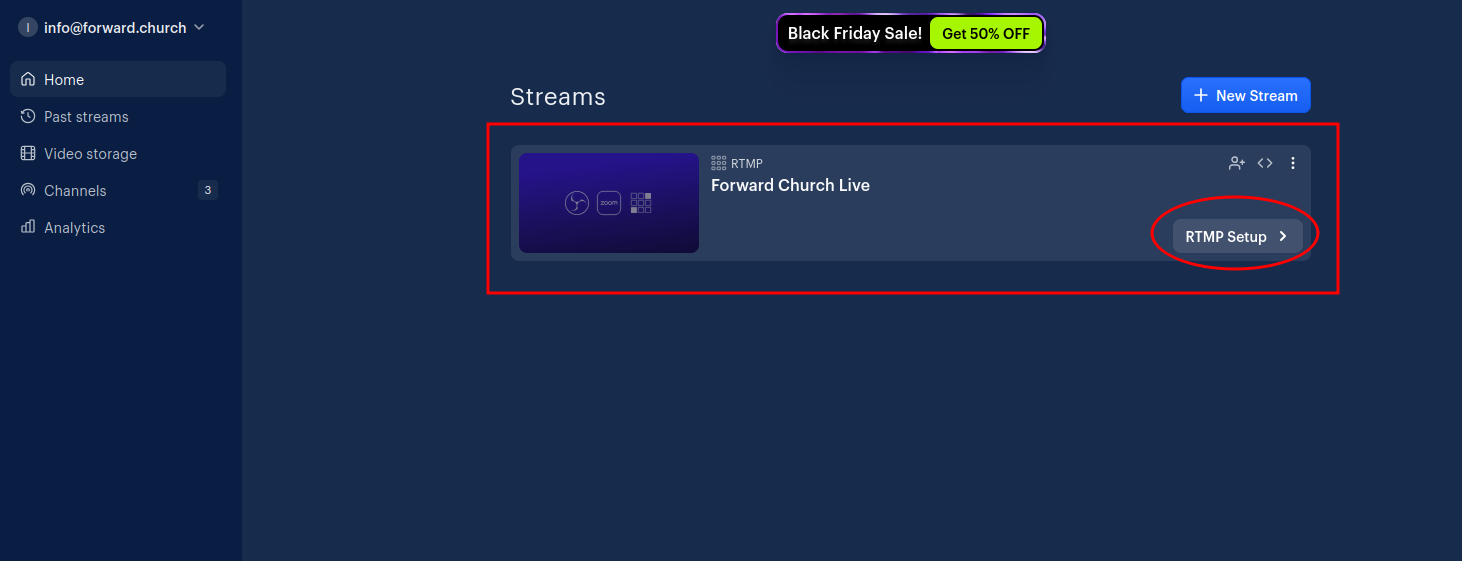 I info@forward.church
Home
Past streams
Video storage
Channels 3
Analytics
Black Friday Sale! Get 50% OFF
Streams
New Stream
RTMP
Forward Church Live
zoom
RTMP Setup